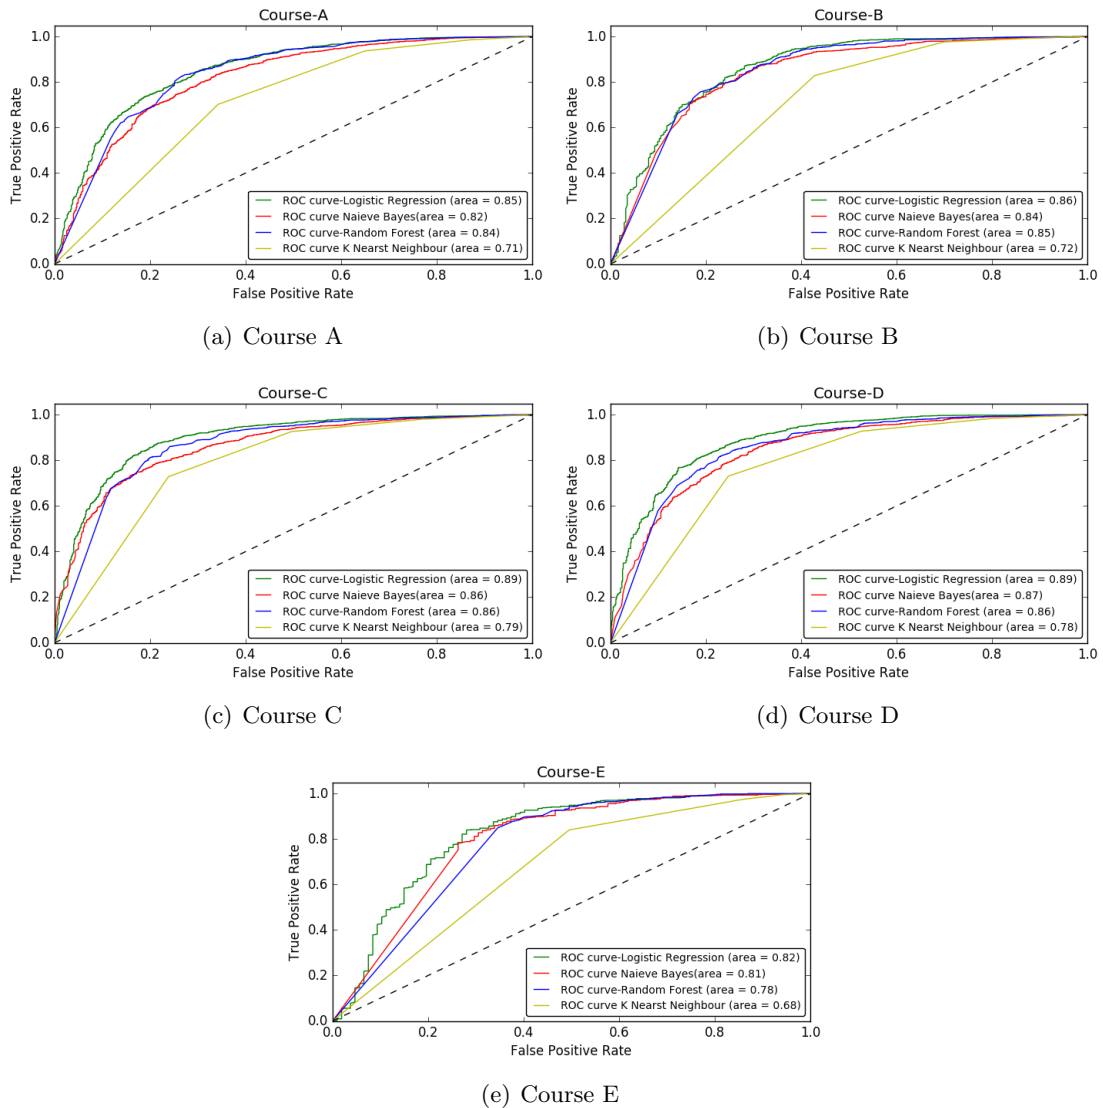 Course-A
True Positive Rate
1.0
0.8
0.6
0.4
0.2
0.0
ROC curve-Logistic Regression (area = 0.85)
ROC curve Naieve Bayes(area = 0.82)
ROC curve-Random Forest (area = 0.84)
ROC curve K Nearst Neighbour (area = 0.71)
0.0 0.2 0.4 0.6 0.8 1.0
False Positive Rate
(a) Course A
Course-B
True Positive Rate
1.0
0.8
0.6
0.4
0.2
0.0
ROC curve-Logistic Regression (area = 0.86)
ROC curve Naieve Bayes(area = 0.84)
ROC curve-Random Forest (area = 0.85)
ROC curve K Nearst Neighbour (area = 0.72)
0.0 0.2 0.4 0.6 0.8 1.0
False Positive Rate
(b) Course B
Course-C
True Positive Rate
1.0
0.8
0.6
0.4
0.2
0.0
ROC curve-Logistic Regression (area = 0.89)
ROC curve Naieve Bayes(area = 0.86)
ROC curve-Random Forest (area = 0.86)
ROC curve K Nearst Neighbour (area = 0.79)
0.0 0.2 0.4 0.6 0.8 1.0
False Positive Rate
(c) Course C
Course-D
True Positive Rate
1.0
0.8
0.6
0.4
0.2
0.0
ROC curve-Logistic Regression (area = 0.89)
ROC curve Naieve Bayes(area = 0.87)
ROC curve-Random Forest (area = 0.86)
ROC curve K Nearst Neighbour (area = 0.78)
0.0 0.2 0.4 0.6 0.8 1.0
False Positive Rate
(d) Course D
Course-E
True Positive Rate
1.0
0.8
0.6
0.4
0.2
0.0
ROC curve-Logistic Regression (area = 0.82)
ROC curve Naieve Bayes(area = 0.81)
ROC curve-Random Forest (area = 0.78)
ROC curve K Nearst Neighbour (area = 0.68)
0.0 0.2 0.4 0.6 0.8 1.0
False Positive Rate
(e) Course E